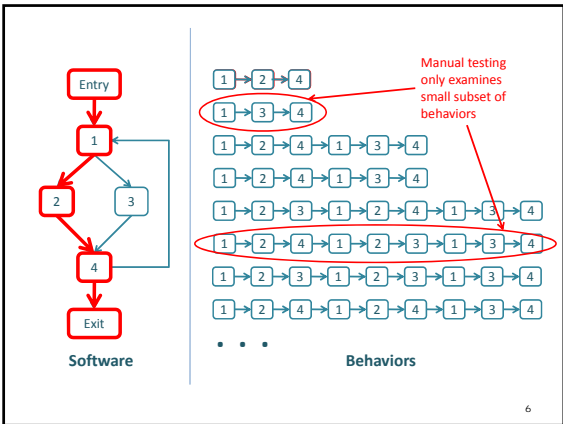 Entry
1
2
3
4
Exit
Software
Manual testing
only examines
small subset of
behaviors
1 2 4
1 3 4
1 2 4 1 3 4
1 2 4 1 3 4
1 2 3 1 2 4 1 3 4
1 2 4 1 2 3 1 3 4
1 2 3 1 2 3 1 3 4
1 2 4 1 2 4 1 3 4
. . .
Behaviors
6